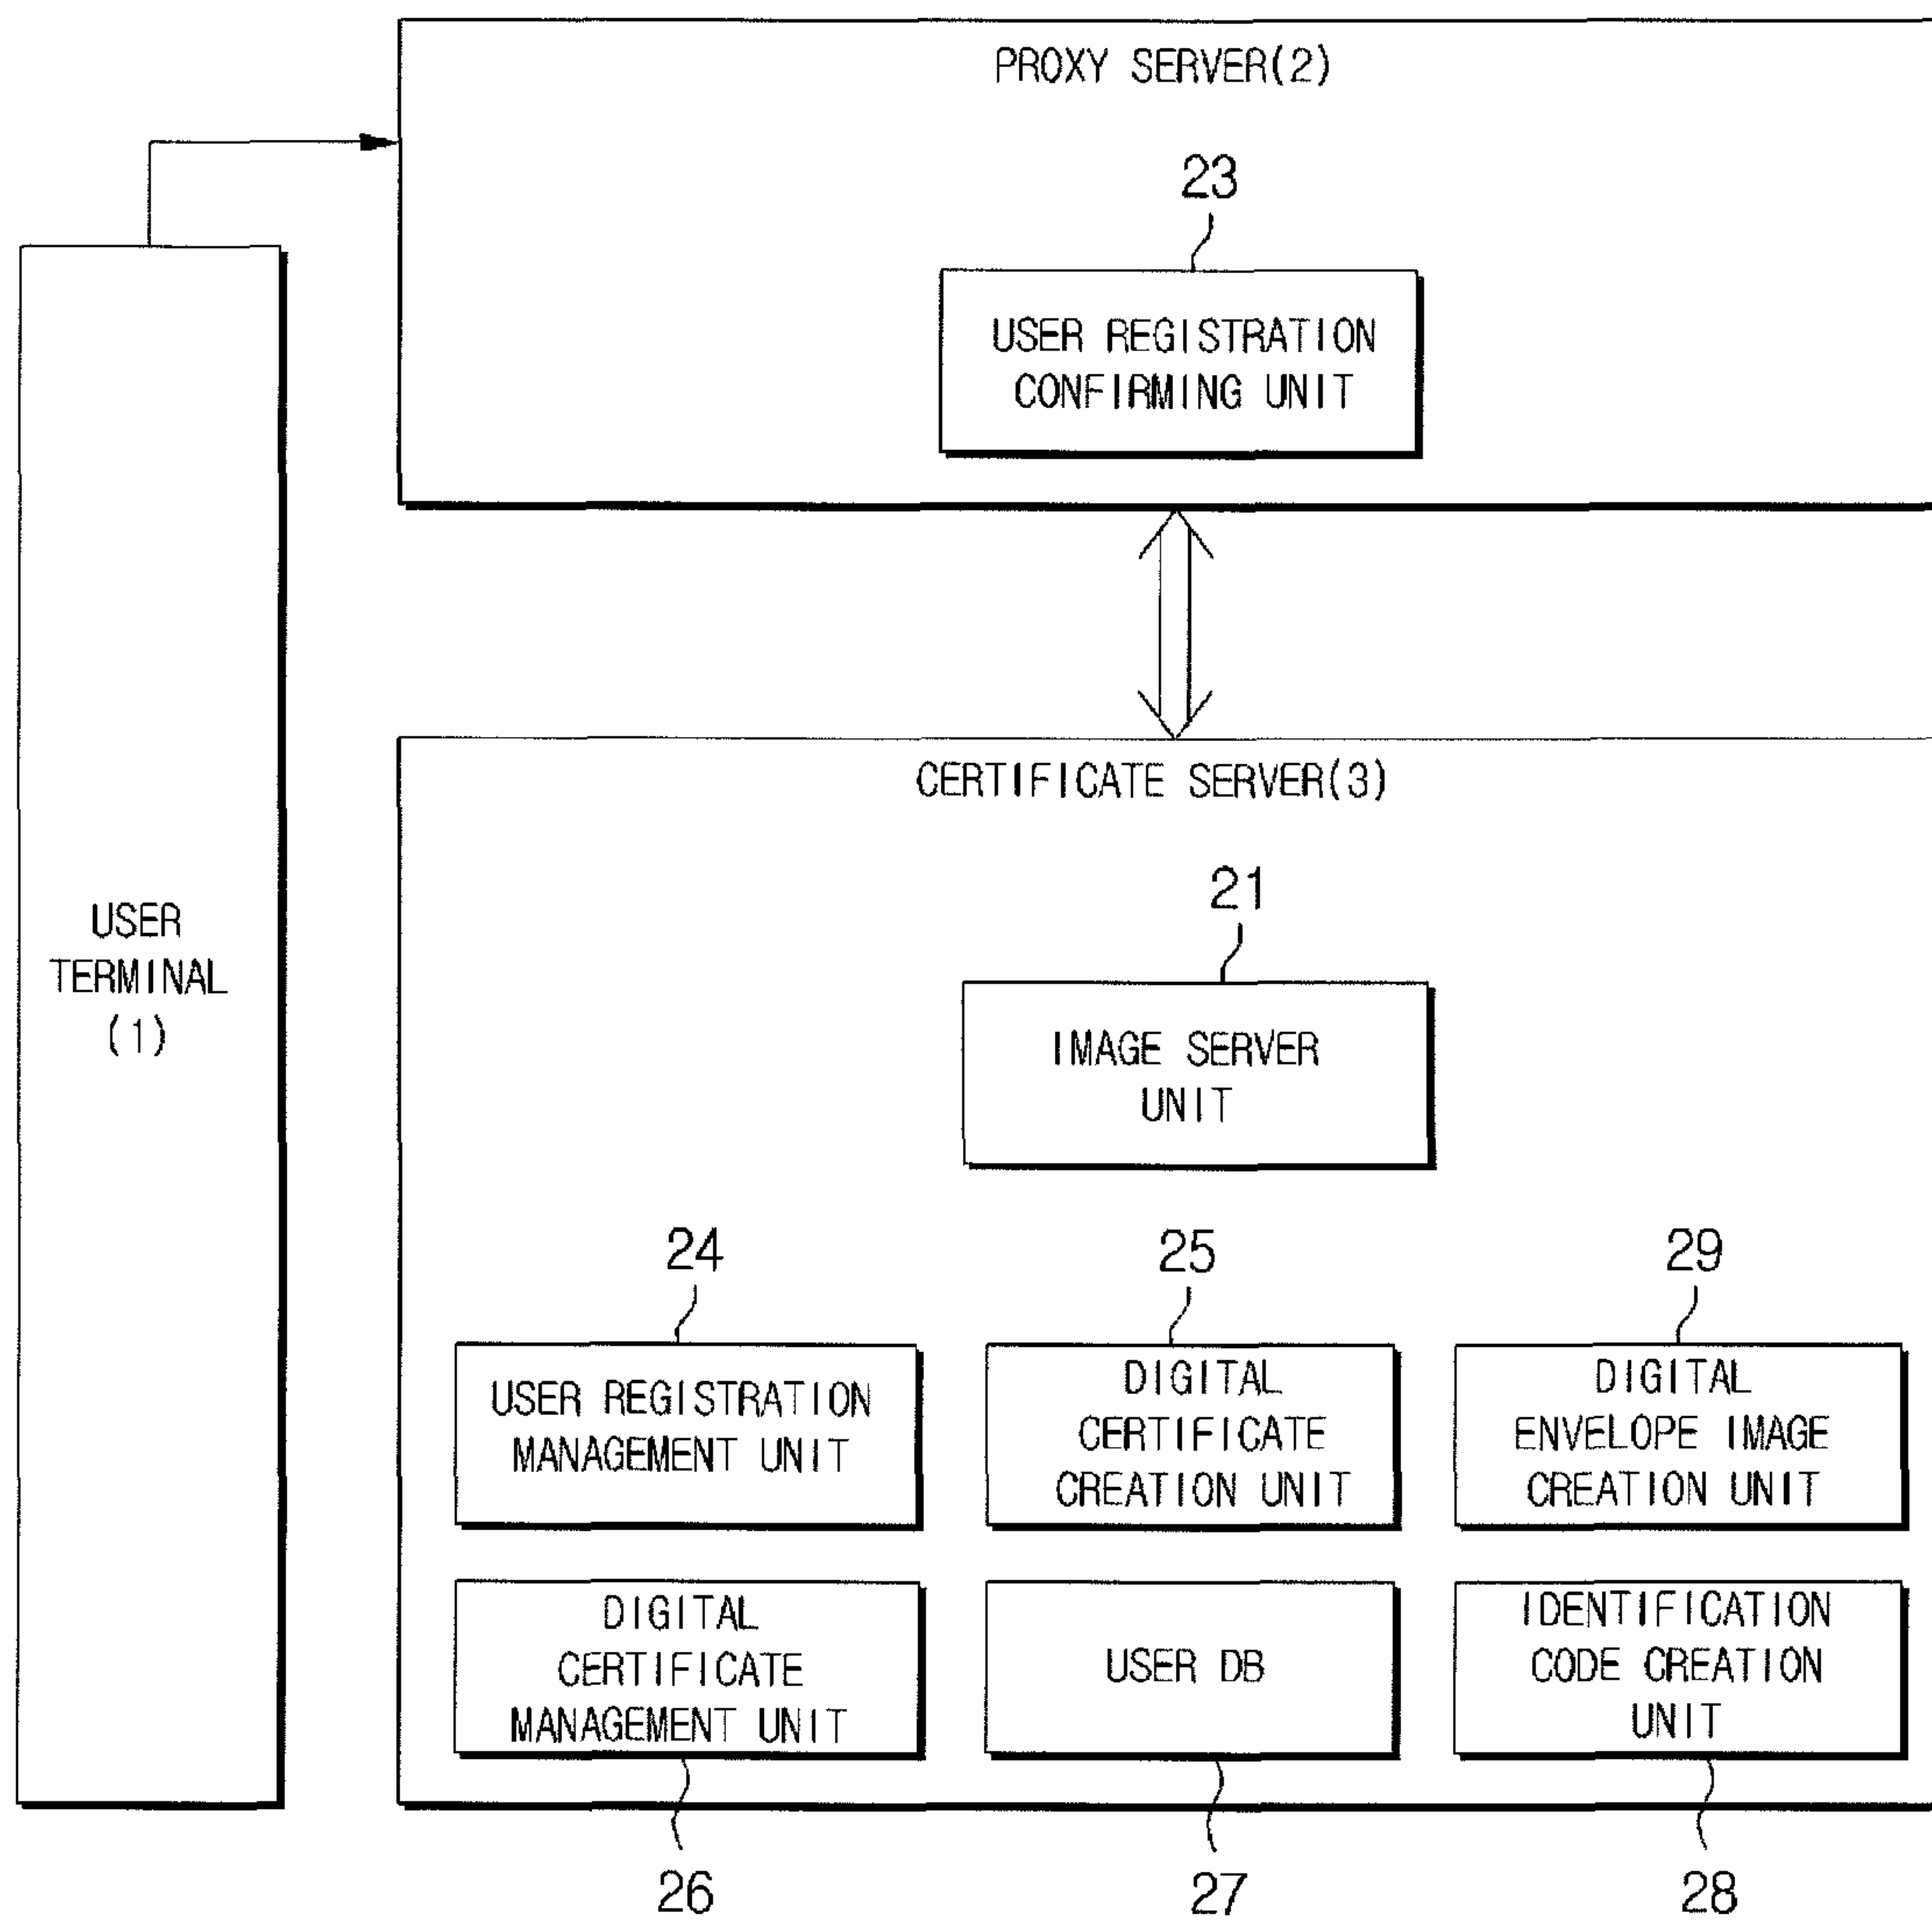 PROXY SERVER(2)
23
USER REGISTRATION
CONFIRMING UNIT
USER
TERMINAL
(1)
CERTIFICATE SERVER(3)
21
IMAGE SERVER
UNIT
24
USER REGISTRATION
MANAGEMENT UNIT
25
DIGITAL
CERTIFICATE
CREATION UNIT
29
DIGITAL
ENVELOPE IMAGE
CREATION UNIT
DIGITAL
CERTIFICATE
MANAGEMENT UNIT
26
USER DB
27
IDENTIFICATION
CODE CREATION
UNIT
28